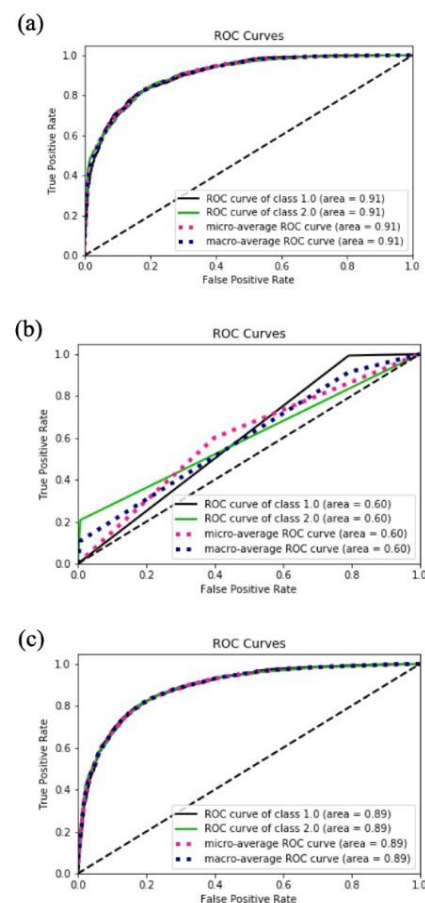 (a)
ROC Curves
1.0
0.8
0.6
0.4
0.2
0.0
True Positive Rate
ROC curve of class 1.0 (area = 0.91)
ROC curve of class 2.0 (area = 0.91)
micro-average ROC curve (area = 0.91)
macro-average ROC curve (area = 0.91)
0.0 0.2 0.4 0.6 0.8 1.0
False Positive Rate
(b)
ROC Curves
1.0
0.8
0.6
0.4
0.2
0.0
True Positive Rate
ROC curve of class 1.0 (area = 0.60)
ROC curve of class 2.0 (area = 0.60)
micro-average ROC curve (area = 0.60)
macro-average ROC curve (area = 0.60)
0.0 0.2 0.4 0.6 0.8 1.0
False Positive Rate
(c)
ROC Curves
1.0
0.8
0.6
0.4
0.2
0.0
True Positive Rate
ROC curve of class 1.0 (area = 0.89)
ROC curve of class 2.0 (area = 0.89)
micro-average ROC curve (area = 0.89)
macro-average ROC curve (area = 0.89)
0.0 0.2 0.4 0.6 0.8 1.0
False Positive Rate